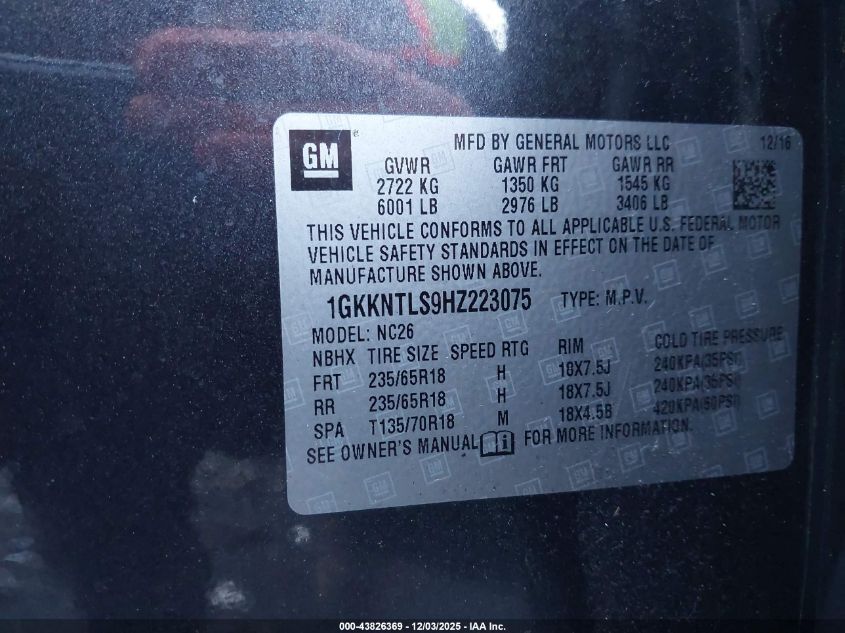 GM
MFD BY GENERAL MOTORS LLC 12/16
GVWR GAWR FRT GAWR RR
2722 KG 1350 KG 1545 KG
6001 LB 2976 LB 3406 LB
THIS VEHICLE CONFORMS TO ALL APPLICABLE U.S. FEDERAL MOTOR
VEHICLE SAFETY STANDARDS IN EFFECT ON THE DATE OF
MANUFACTURE SHOWN ABOVE.
1GKKNTLS9HZ223075 TYPE: M.P.V.
MODEL: NC26
NBHX TIRE SIZE SPEED RTG RIM COLD TIRE PRESSURE
FRT 235/65R18 H 18X7.5J 240KPA(35PSI)
RR 235/65R18 H 18X7.5J 240KPA(35PSI)
SPA T135/70R18 M 18X4.5B 420KPA(60PSI)
SEE OWNER'S MANUAL FOR MORE INFORMATION.
000-43826369 - 12/03/2025 - IAA Inc.